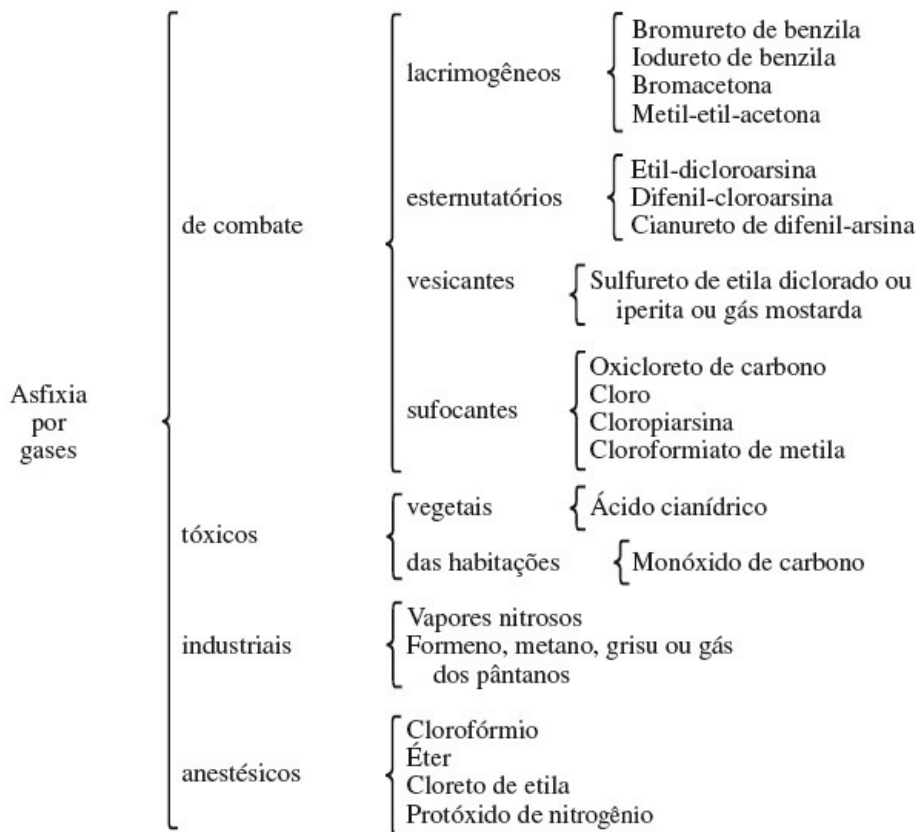 Asfixia
por
gases
de combate
lacrimogêneos
Bromureto de benzila
Iodureto de benzila
Bromacetona
Metil-etil-acetona
esternutatórios
Etil-dicloroarsina
Difenil-cloroarsina
Cianureto de difenil-arsina
vesicantes
Sulfureto de etila diclorado ou
iperita ou gás mostarda
sufocantes
Oxicloreto de carbono
Cloro
Cloropiarsina
Cloroformiato de metila
tóxicos
vegetais
Ácido cianídrico
das habitações
Monóxido de carbono
industriais
Vapores nitrosos
Formeno, metano, grisu ou gás
dos pântanos
anestésicos
Clorofórmio
Éter
Cloreto de etila
Protóxido de nitrogênio